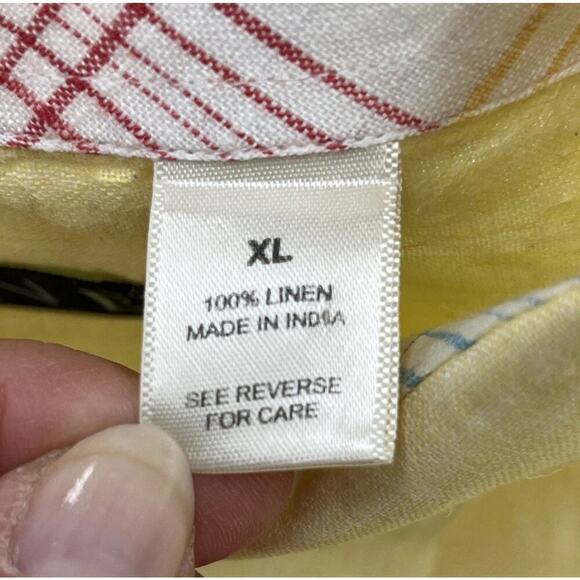 XL
100% LINEN
MADE IN INDIA
SEE REVERSE
FOR CARE